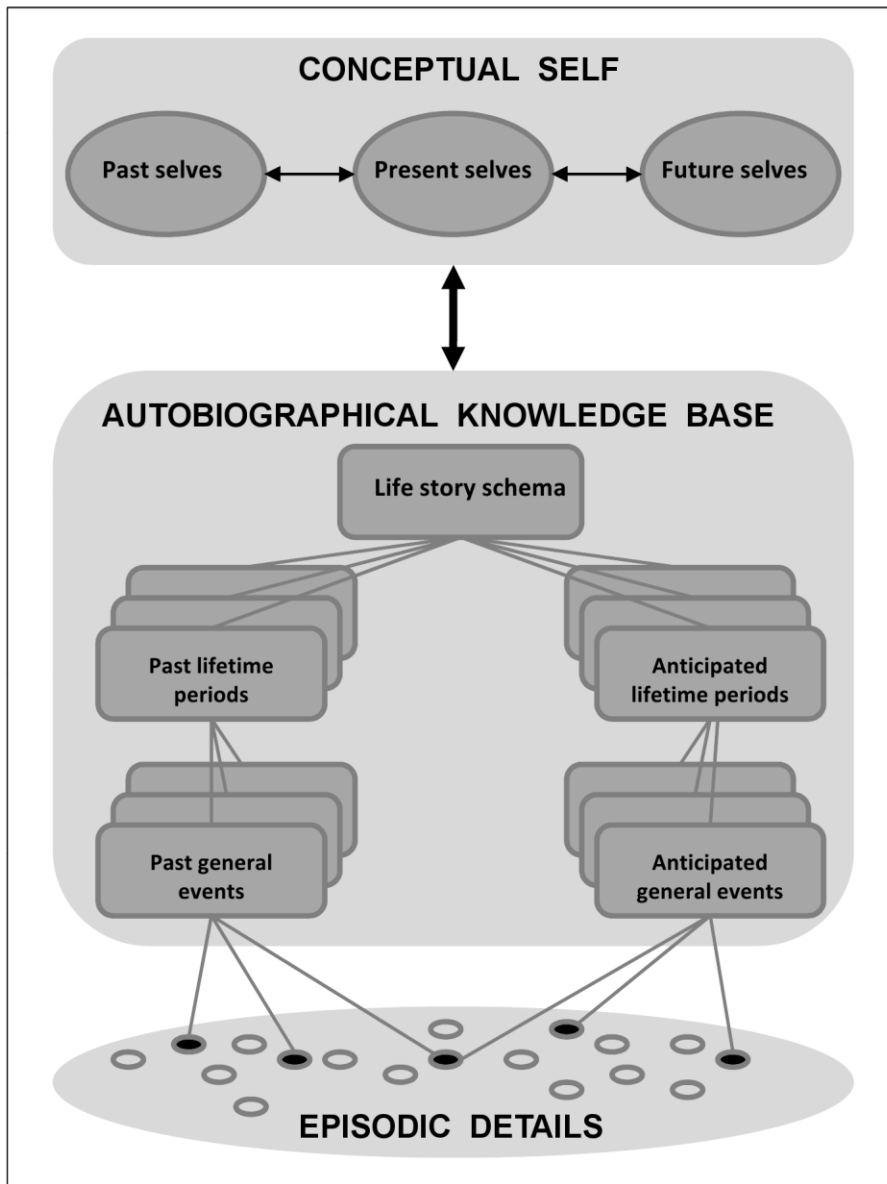 CONCEPTUAL SELF
Past selves
Present selves
Future selves
AUTOBIOGRAPHICAL KNOWLEDGE BASE
Life story schema
Past lifetime
periods
Anticipated
lifetime periods
Past general
events
Anticipated
general events
EPISODIC DETAILS